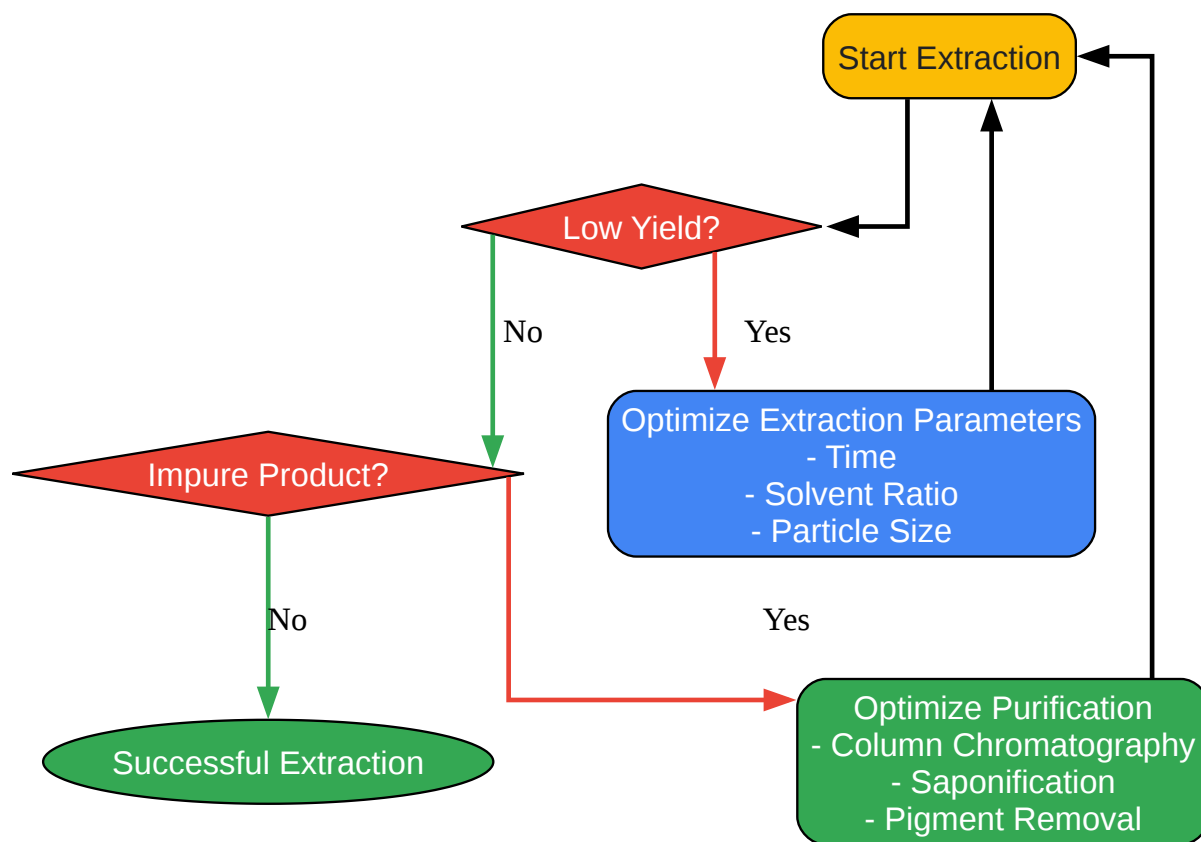 Start Extraction
Low Yield?
No
Yes
Optimize Extraction Parameters
- Time
- Solvent Ratio
- Particle Size
Impure Product?
No
Yes
Optimize Purification
- Column Chromatography
- Saponification
- Pigment Removal
Successful Extraction